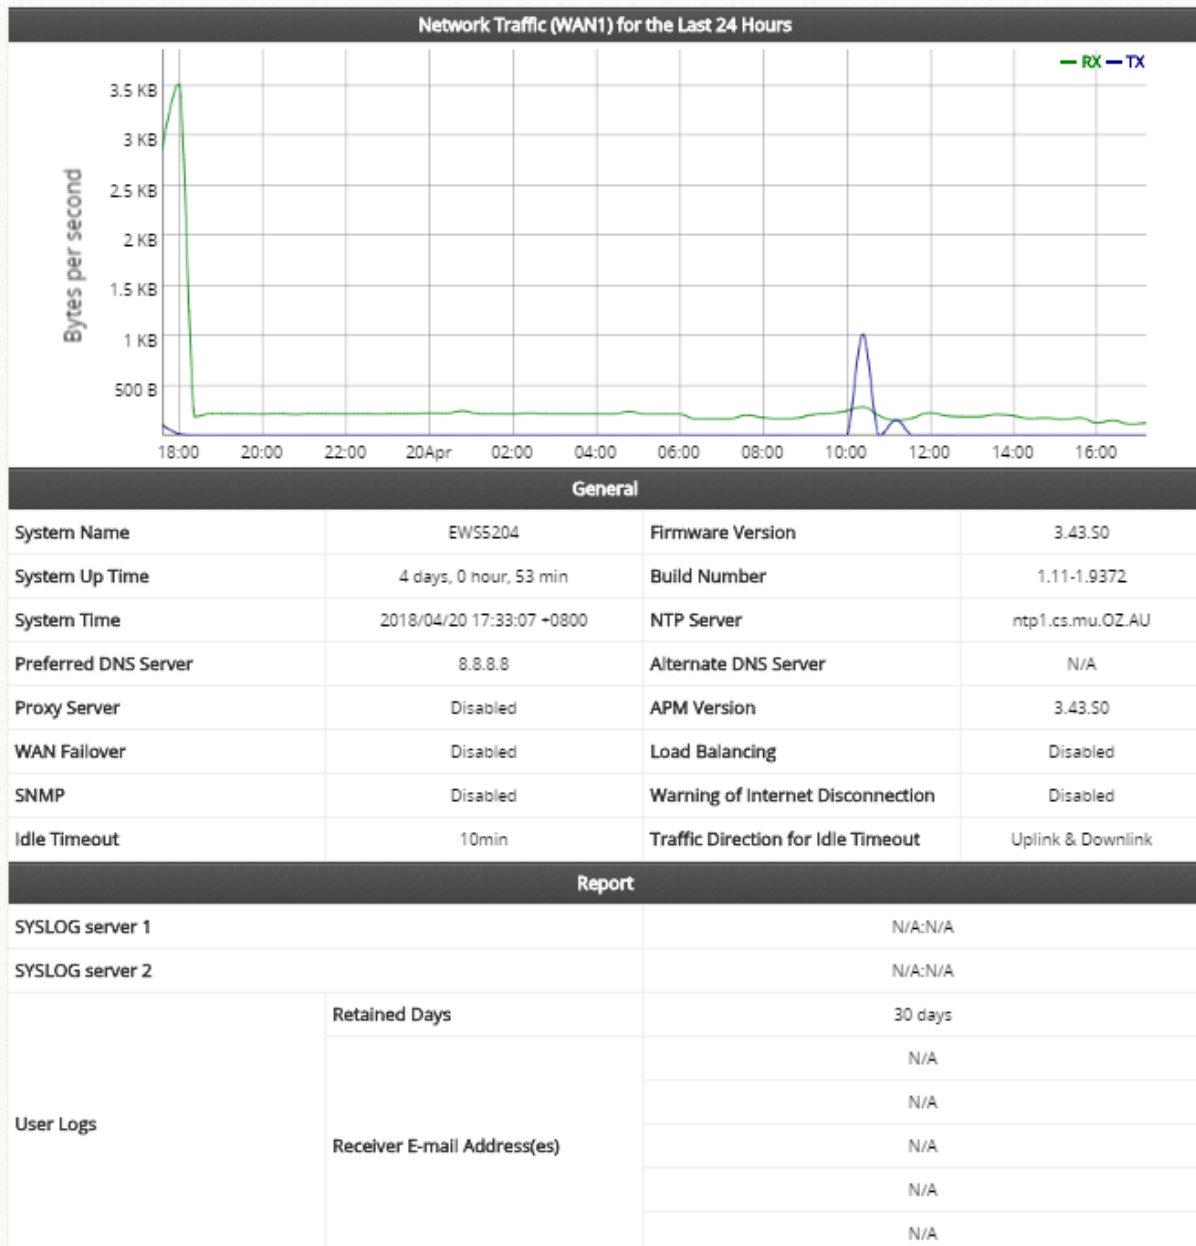 Network Traffic (WAN1) for the Last 24 Hours
RX TX
Bytes per second
3.5 KB
3 KB
2.5 KB
2 KB
1.5 KB
1 KB
500 B
18:00 20:00 22:00 20Apr 02:00 04:00 06:00 08:00 10:00 12:00 14:00 16:00
General
System Name EWS5204 Firmware Version 3.43.S0
System Up Time 4 days, 0 hour, 53 min Build Number 1.11-1.9372
System Time 2018/04/20 17:33:07 +0800 NTP Server ntp1.cs.mu.OZ.AU
Preferred DNS Server 8.8.8.8 Alternate DNS Server N/A
Proxy Server Disabled APM Version 3.43.S0
WAN Failover Disabled Load Balancing Disabled
SNMP Disabled Warning of Internet Disconnection Disabled
Idle Timeout 10min Traffic Direction for Idle Timeout Uplink & Downlink
Report
SYSLOG server 1 N/A:N/A
SYSLOG server 2 N/A:N/A
User Logs
Retained Days 30 days
Receiver E-mail Address(es)
N/A
N/A
N/A
N/A
N/A